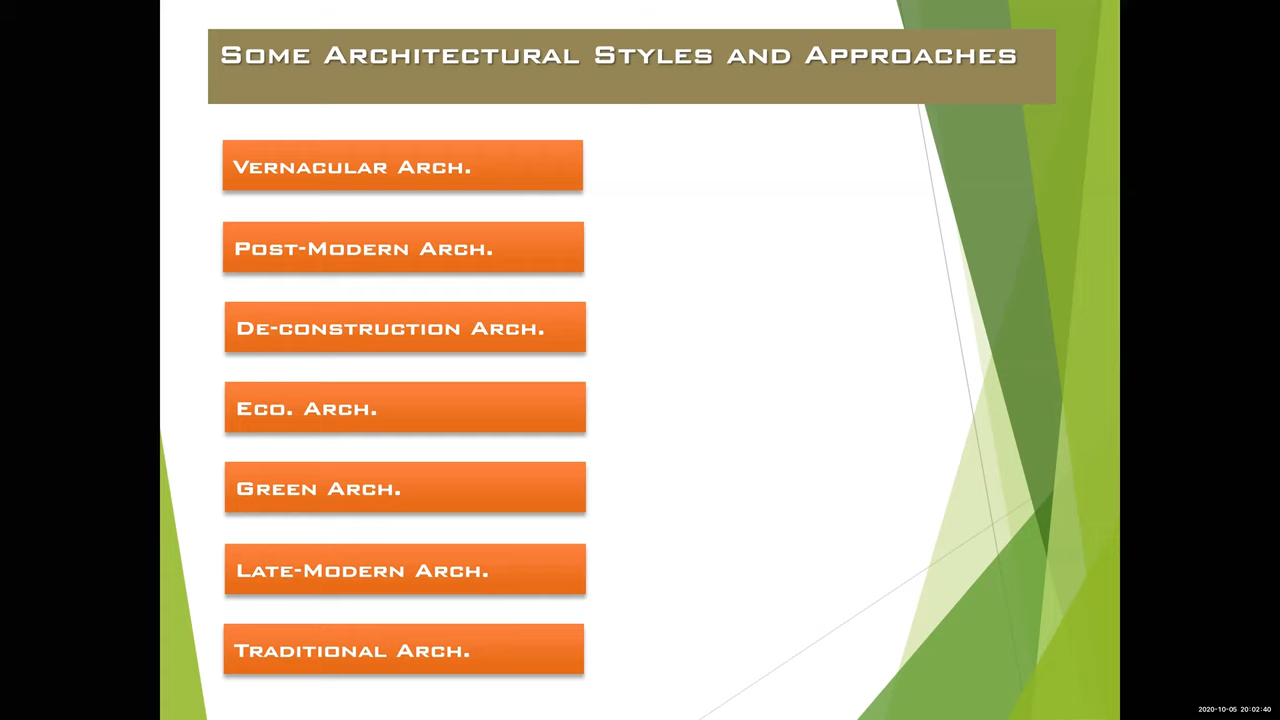 Some Architectural Styles and Approaches
Vernacular Arch.
Post-Modern Arch.
De-construction Arch.
Eco. Arch.
Green Arch.
Late-Modern Arch.
Traditional Arch.
2020-10-05 20:02:40